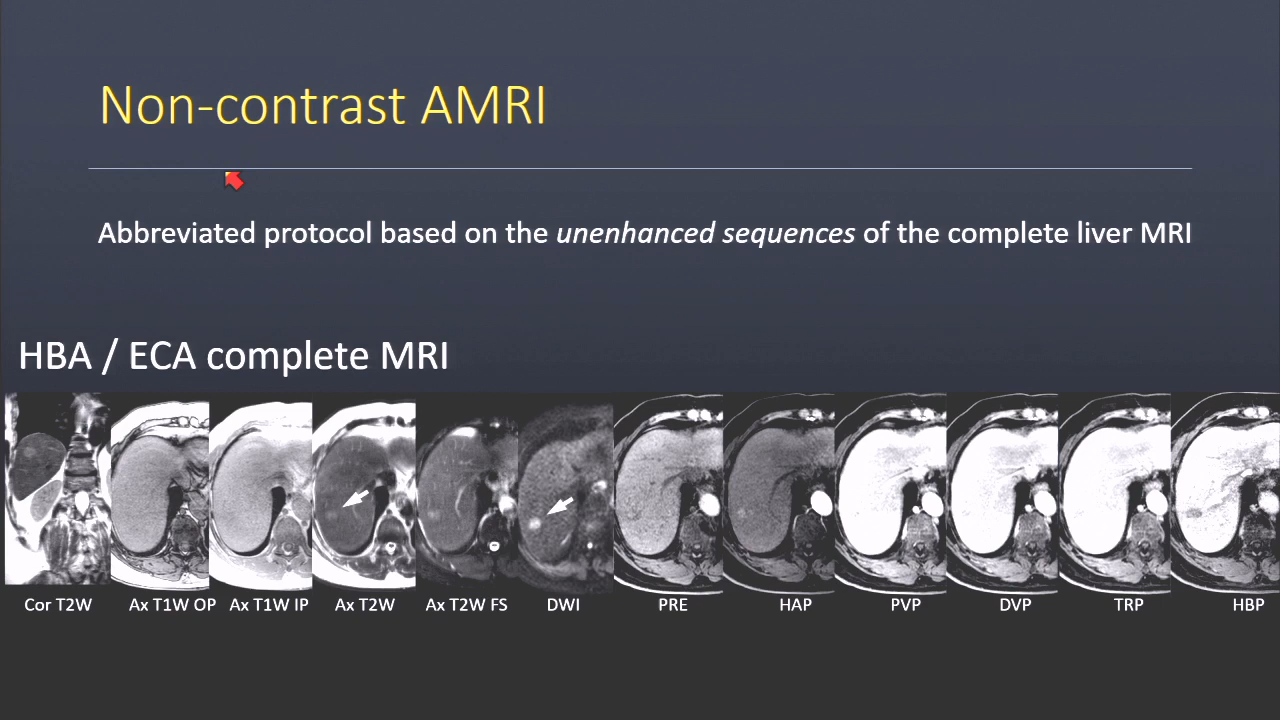 Non-contrast AMRI
Abbreviated protocol based on the unenhanced sequences of the complete liver MRI
HBA / ECA complete MRI
Cor T2W Ax T1W OP Ax T1W IP Ax T2W Ax T2W FS DWI PRE HAP PVP DVP TRP HBP